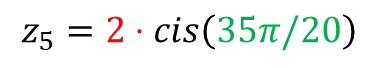 z₅ = 2 · cis(35π/20)